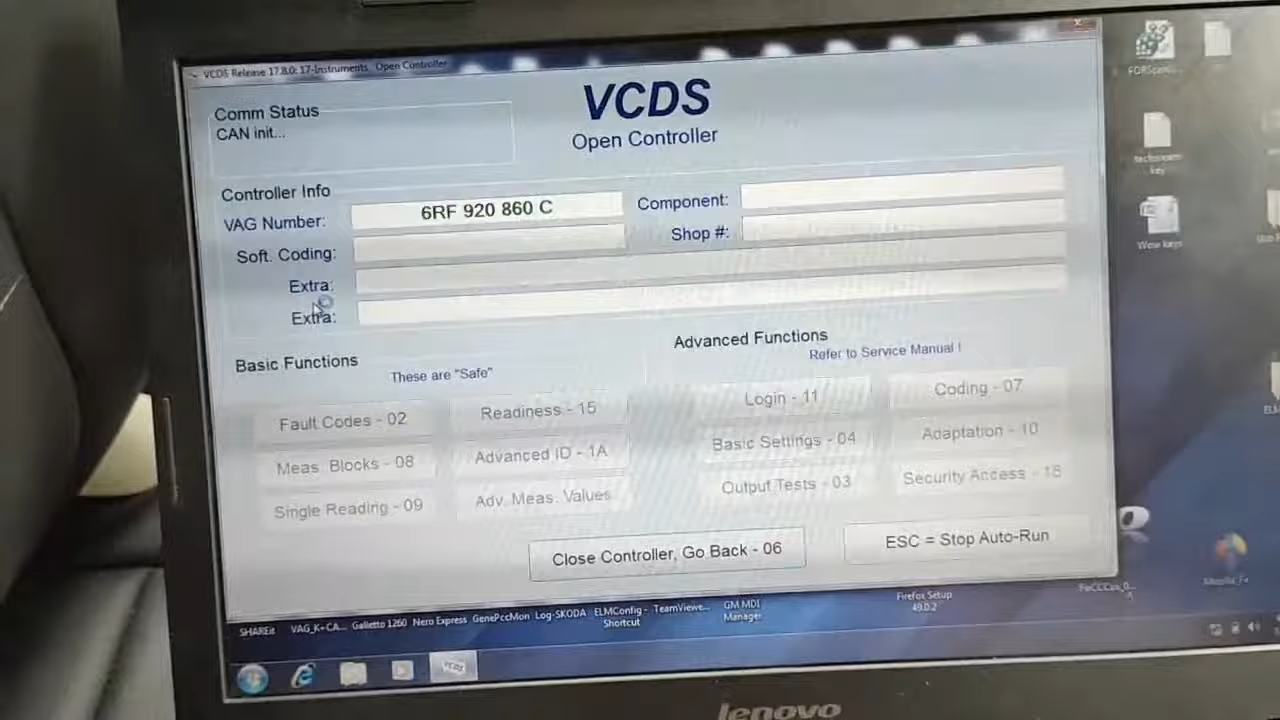 VCDS Release 17.8.0: 17-Instruments, Open Controller
VCDS
Open Controller
Comm Status
CAN init...
Controller Info
VAG Number:
6RF 920 860 C
Component:
Soft. Coding:
Shop #:
Extra:
Extra:
Basic Functions
These are "Safe"
Advanced Functions
Refer to Service Manual !
Fault Codes - 02
Readiness - 15
Login - 11
Coding - 07
Meas. Blocks - 08
Advanced ID - 1A
Basic Settings - 04
Adaptation - 10
Single Reading - 09
Adv. Meas. Values
Output Tests - 03
Security Access - 16
Close Controller, Go Back - 06
ESC = Stop Auto-Run
SHAREit
VAG_K+CA...
Galletto 1260
Nero Express
GenePccMon
Log-SKODA
ELMConfig - Shortcut
TeamViewe...
GM MDI Manager
Firefox Setup 49.0.2
key
VCDS
lenovo